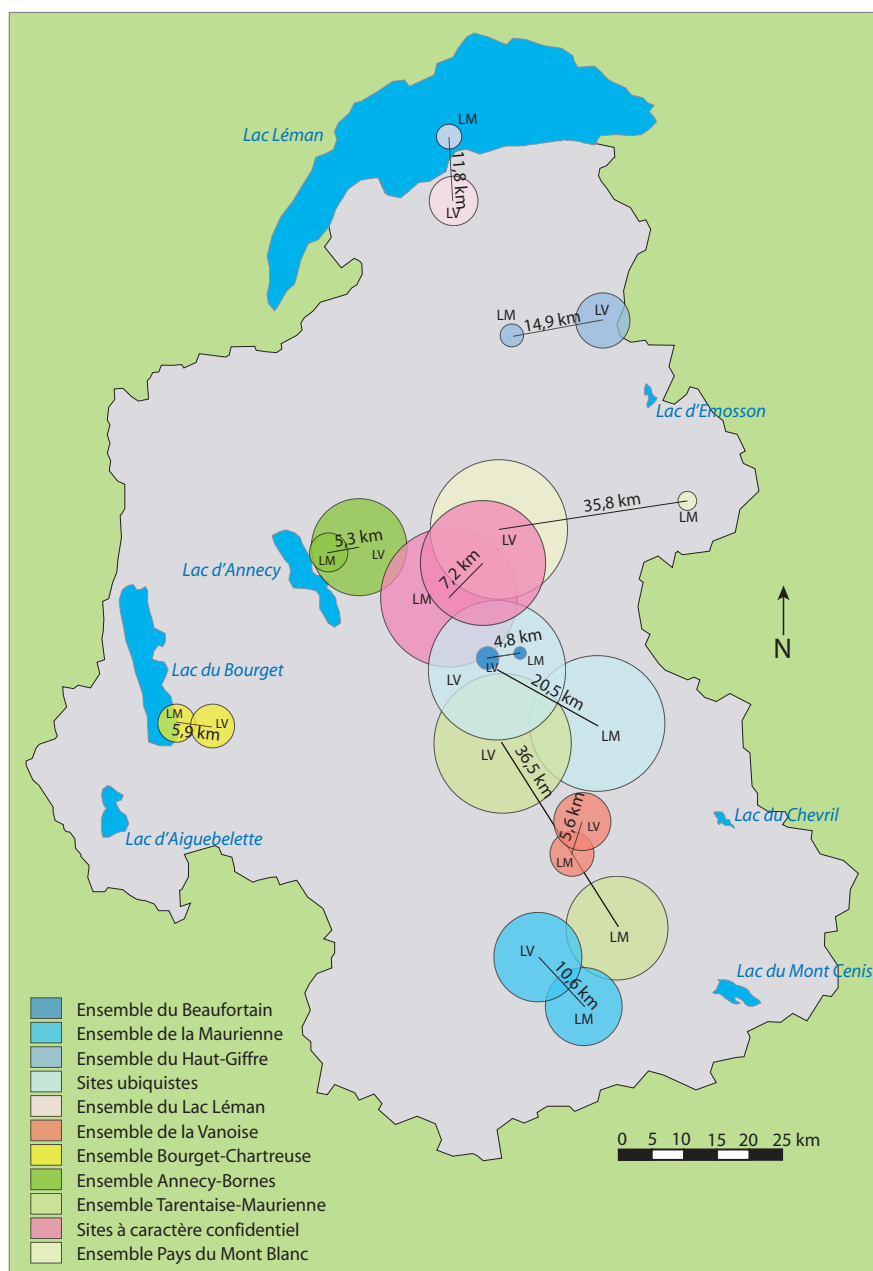 LM
Lac Léman
11,8 km
LV
LM
14,9 km
LV
Lac d'Emosson
35,8 km
LM
LV
5,3 km
LM
LV
Lac d'Annecy
7,2 km
LM
4,8 km
LV
LM
LV
20,5 km
LM
Lac du Bourget
LM
LV
5,9 km
LV
36,5 km
Lac d'Aiguebelette
5,6 km
LV
LM
Lac du Chevril
LM
LV
10,6 km
LM
Lac du Mont Cenis
N
Ensemble du Beaufortain
Ensemble de la Maurienne
Ensemble du Haut-Giffre
Sites ubiquistes
Ensemble du Lac Léman
Ensemble de la Vanoise
Ensemble Bourget-Chartreuse
Ensemble Annecy-Bornes
Ensemble Tarentaise-Maurienne
Sites à caractère confidentiel
Ensemble Pays du Mont Blanc
0 5 10 15 20 25 km